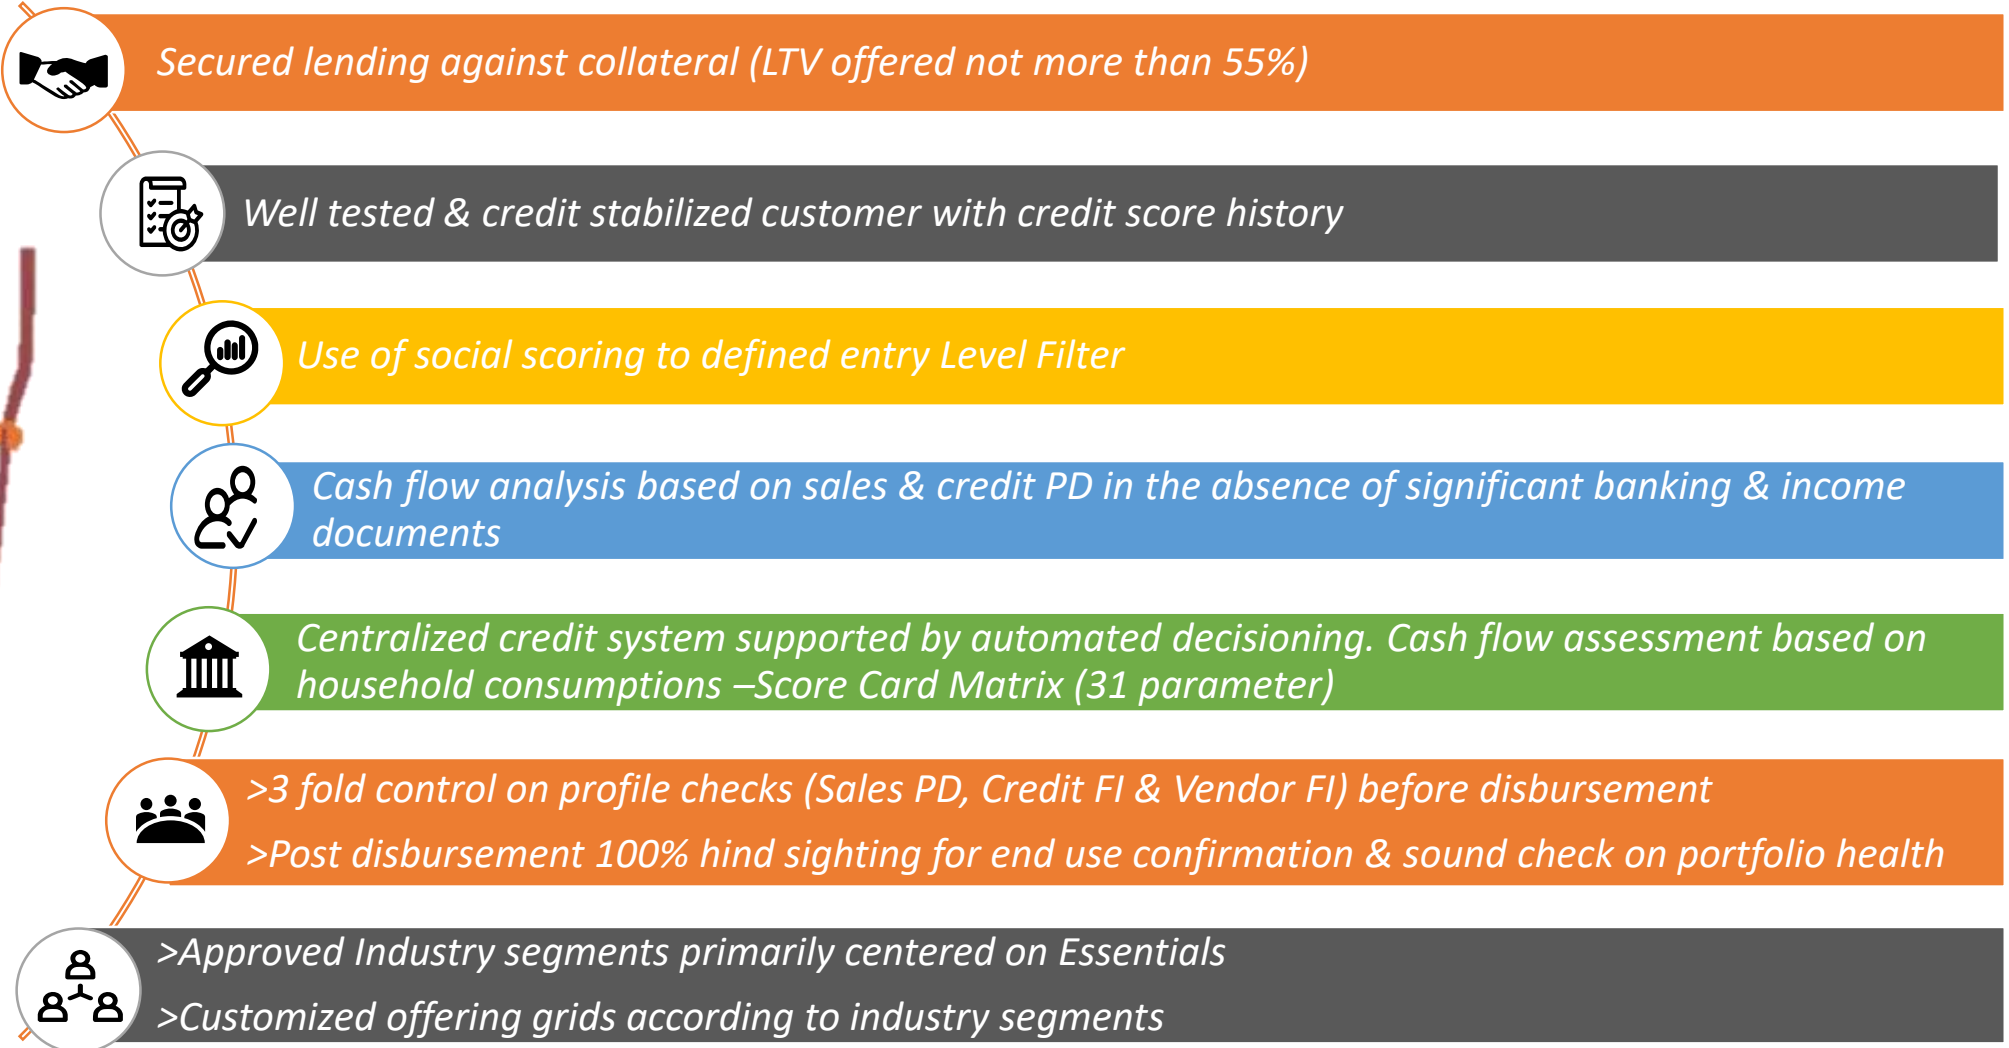 Secured lending against collateral (LTV offered not more than 55%)
Well tested & credit stabilized customer with credit score history
Use of social scoring to defined entry Level Filter
Cash flow analysis based on sales & credit PD in the absence of significant banking & income
documents
Centralized credit system supported by automated decisioning. Cash flow assessment based on
household consumptions –Score Card Matrix (31 parameter)
>3 fold control on profile checks (Sales PD, Credit FI & Vendor FI) before disbursement
>Post disbursement 100% hind sighting for end use confirmation & sound check on portfolio health
>Approved Industry segments primarily centered on Essentials
>Customized offering grids according to industry segments